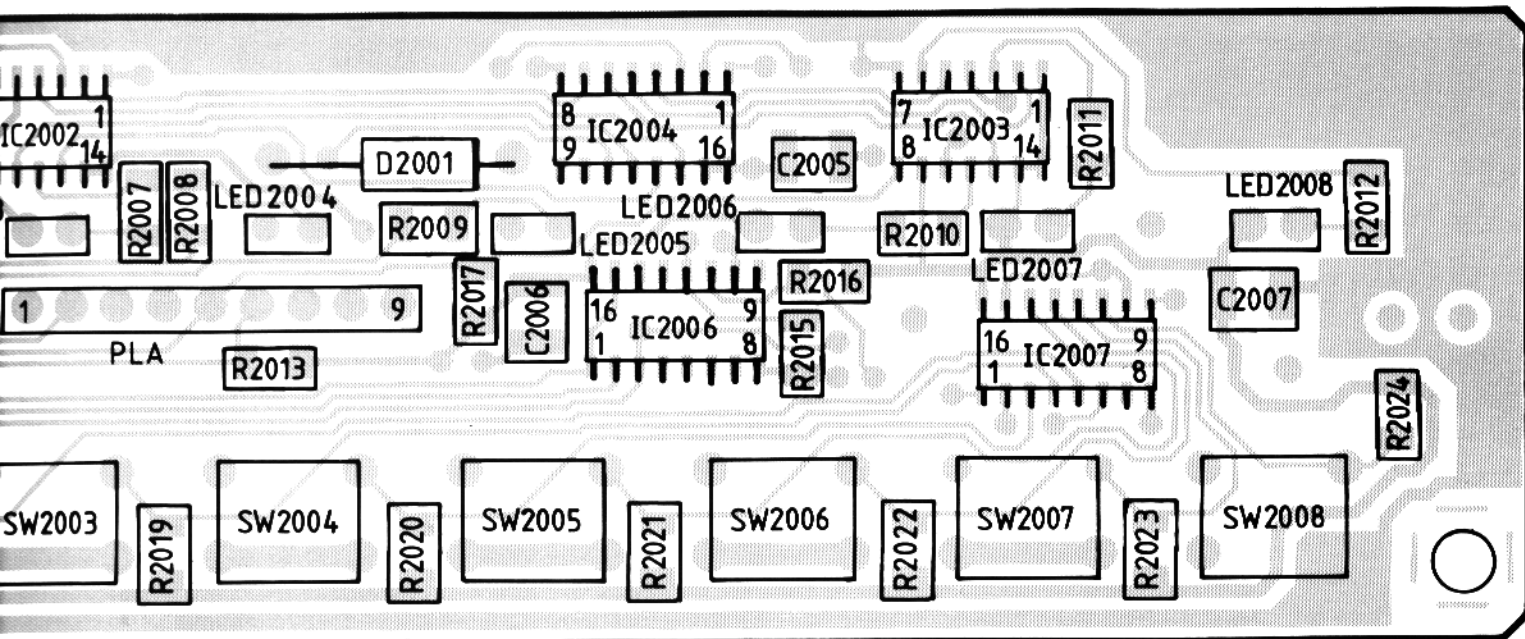 1
IC2002
14
8
1
IC2004
9
16
7
1
IC2003
8
14
R2011
D2001
C2005
R2007
R2008
LED2004
LED2006
LED2008
R2012
R2009
LED2005
R2010
LED2007
R2017
C2006
16
9
IC2006
1
8
R2016
R2015
C2007
1
9
PLA
R2013
16
9
IC2007
1
8
R2024
SW2003
R2019
SW2004
R2020
SW2005
R2021
SW2006
R2022
SW2007
R2023
SW2008